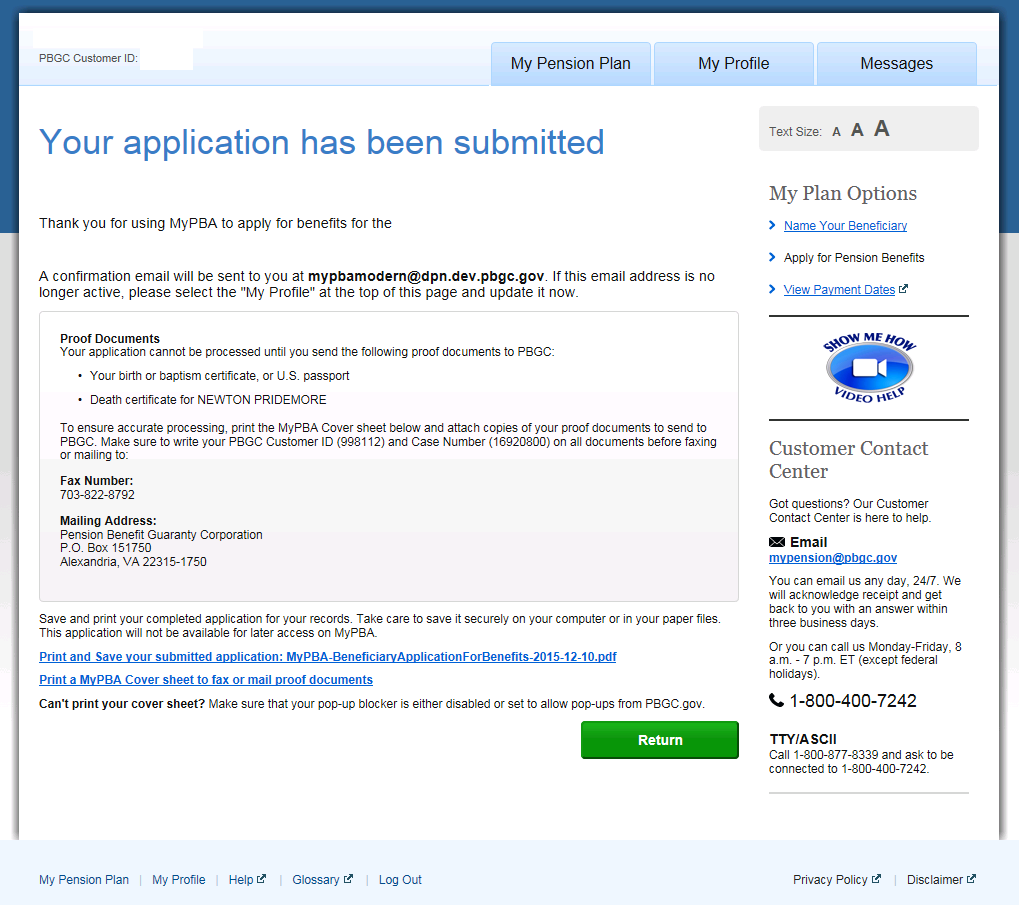 PBGC Customer ID:
My Pension Plan
My Profile
Messages
Your application has been submitted
Thank you for using MyPBA to apply for benefits for the
A confirmation email will be sent to you at mypbamodern@dpn.dev.pbgc.gov. If this email address is no
longer active, please select the "My Profile" at the top of this page and update it now.
Proof Documents
Your application cannot be processed until you send the following proof documents to PBGC:
• Your birth or baptism certificate, or U.S. passport
• Death certificate for NEWTON PRIDEMORE
To ensure accurate processing, print the MyPBA Cover sheet below and attach copies of your proof documents to send to
PBGC. Make sure to write your PBGC Customer ID (998112) and Case Number (16920800) on all documents before faxing
or mailing to:
Fax Number:
703-822-8792
Mailing Address:
Pension Benefit Guaranty Corporation
P.O. Box 151750
Alexandria, VA 22315-1750
Save and print your completed application for your records. Take care to save it securely on your computer or in your paper files.
This application will not be available for later access on MyPBA.
Print and Save your submitted application: MyPBA-BeneficiaryApplicationForBenefits-2015-12-10.pdf
Print a MyPBA Cover sheet to fax or mail proof documents
Can't print your cover sheet? Make sure that your pop-up blocker is either disabled or set to allow pop-ups from PBGC.gov.
Return
Text Size: A A A
My Plan Options
Name Your Beneficiary
Apply for Pension Benefits
View Payment Dates
SHOW ME HOW
VIDEO HELP
Customer Contact
Center
Got questions? Our Customer
Contact Center is here to help.
Email
mypension@pbgc.gov
You can email us any day, 24/7. We
will acknowledge receipt and get
back to you with an answer within
three business days.
Or you can call us Monday-Friday, 8
a.m. - 7 p.m. ET (except federal
holidays).
1-800-400-7242
TTY/ASCII
Call 1-800-877-8339 and ask to be
connected to 1-800-400-7242.
My Pension Plan | My Profile | Help | Glossary | Log Out
Privacy Policy | Disclaimer